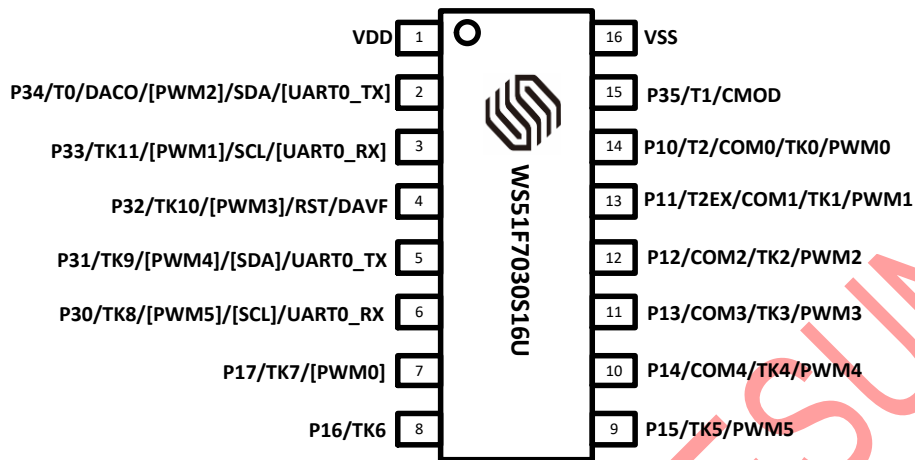 VDD 1 16 VSS
P34/T0/DACO/[PWM2]/SDA/[UART0_TX] 2 15 P35/T1/CMOD
P33/TK11/[PWM1]/SCL/[UART0_RX] 3 14 P10/T2/COM0/TK0/PWM0
P32/TK10/[PWM3]/RST/DAVF 4 13 P11/T2EX/COM1/TK1/PWM1
P31/TK9/[PWM4]/[SDA]/UART0_TX 5 12 P12/COM2/TK2/PWM2
P30/TK8/[PWM5]/[SCL]/UART0_RX 6 11 P13/COM3/TK3/PWM3
P17/TK7/[PWM0] 7 10 P14/COM4/TK4/PWM4
P16/TK6 8 9 P15/TK5/PWM5
WS51F7030S16U